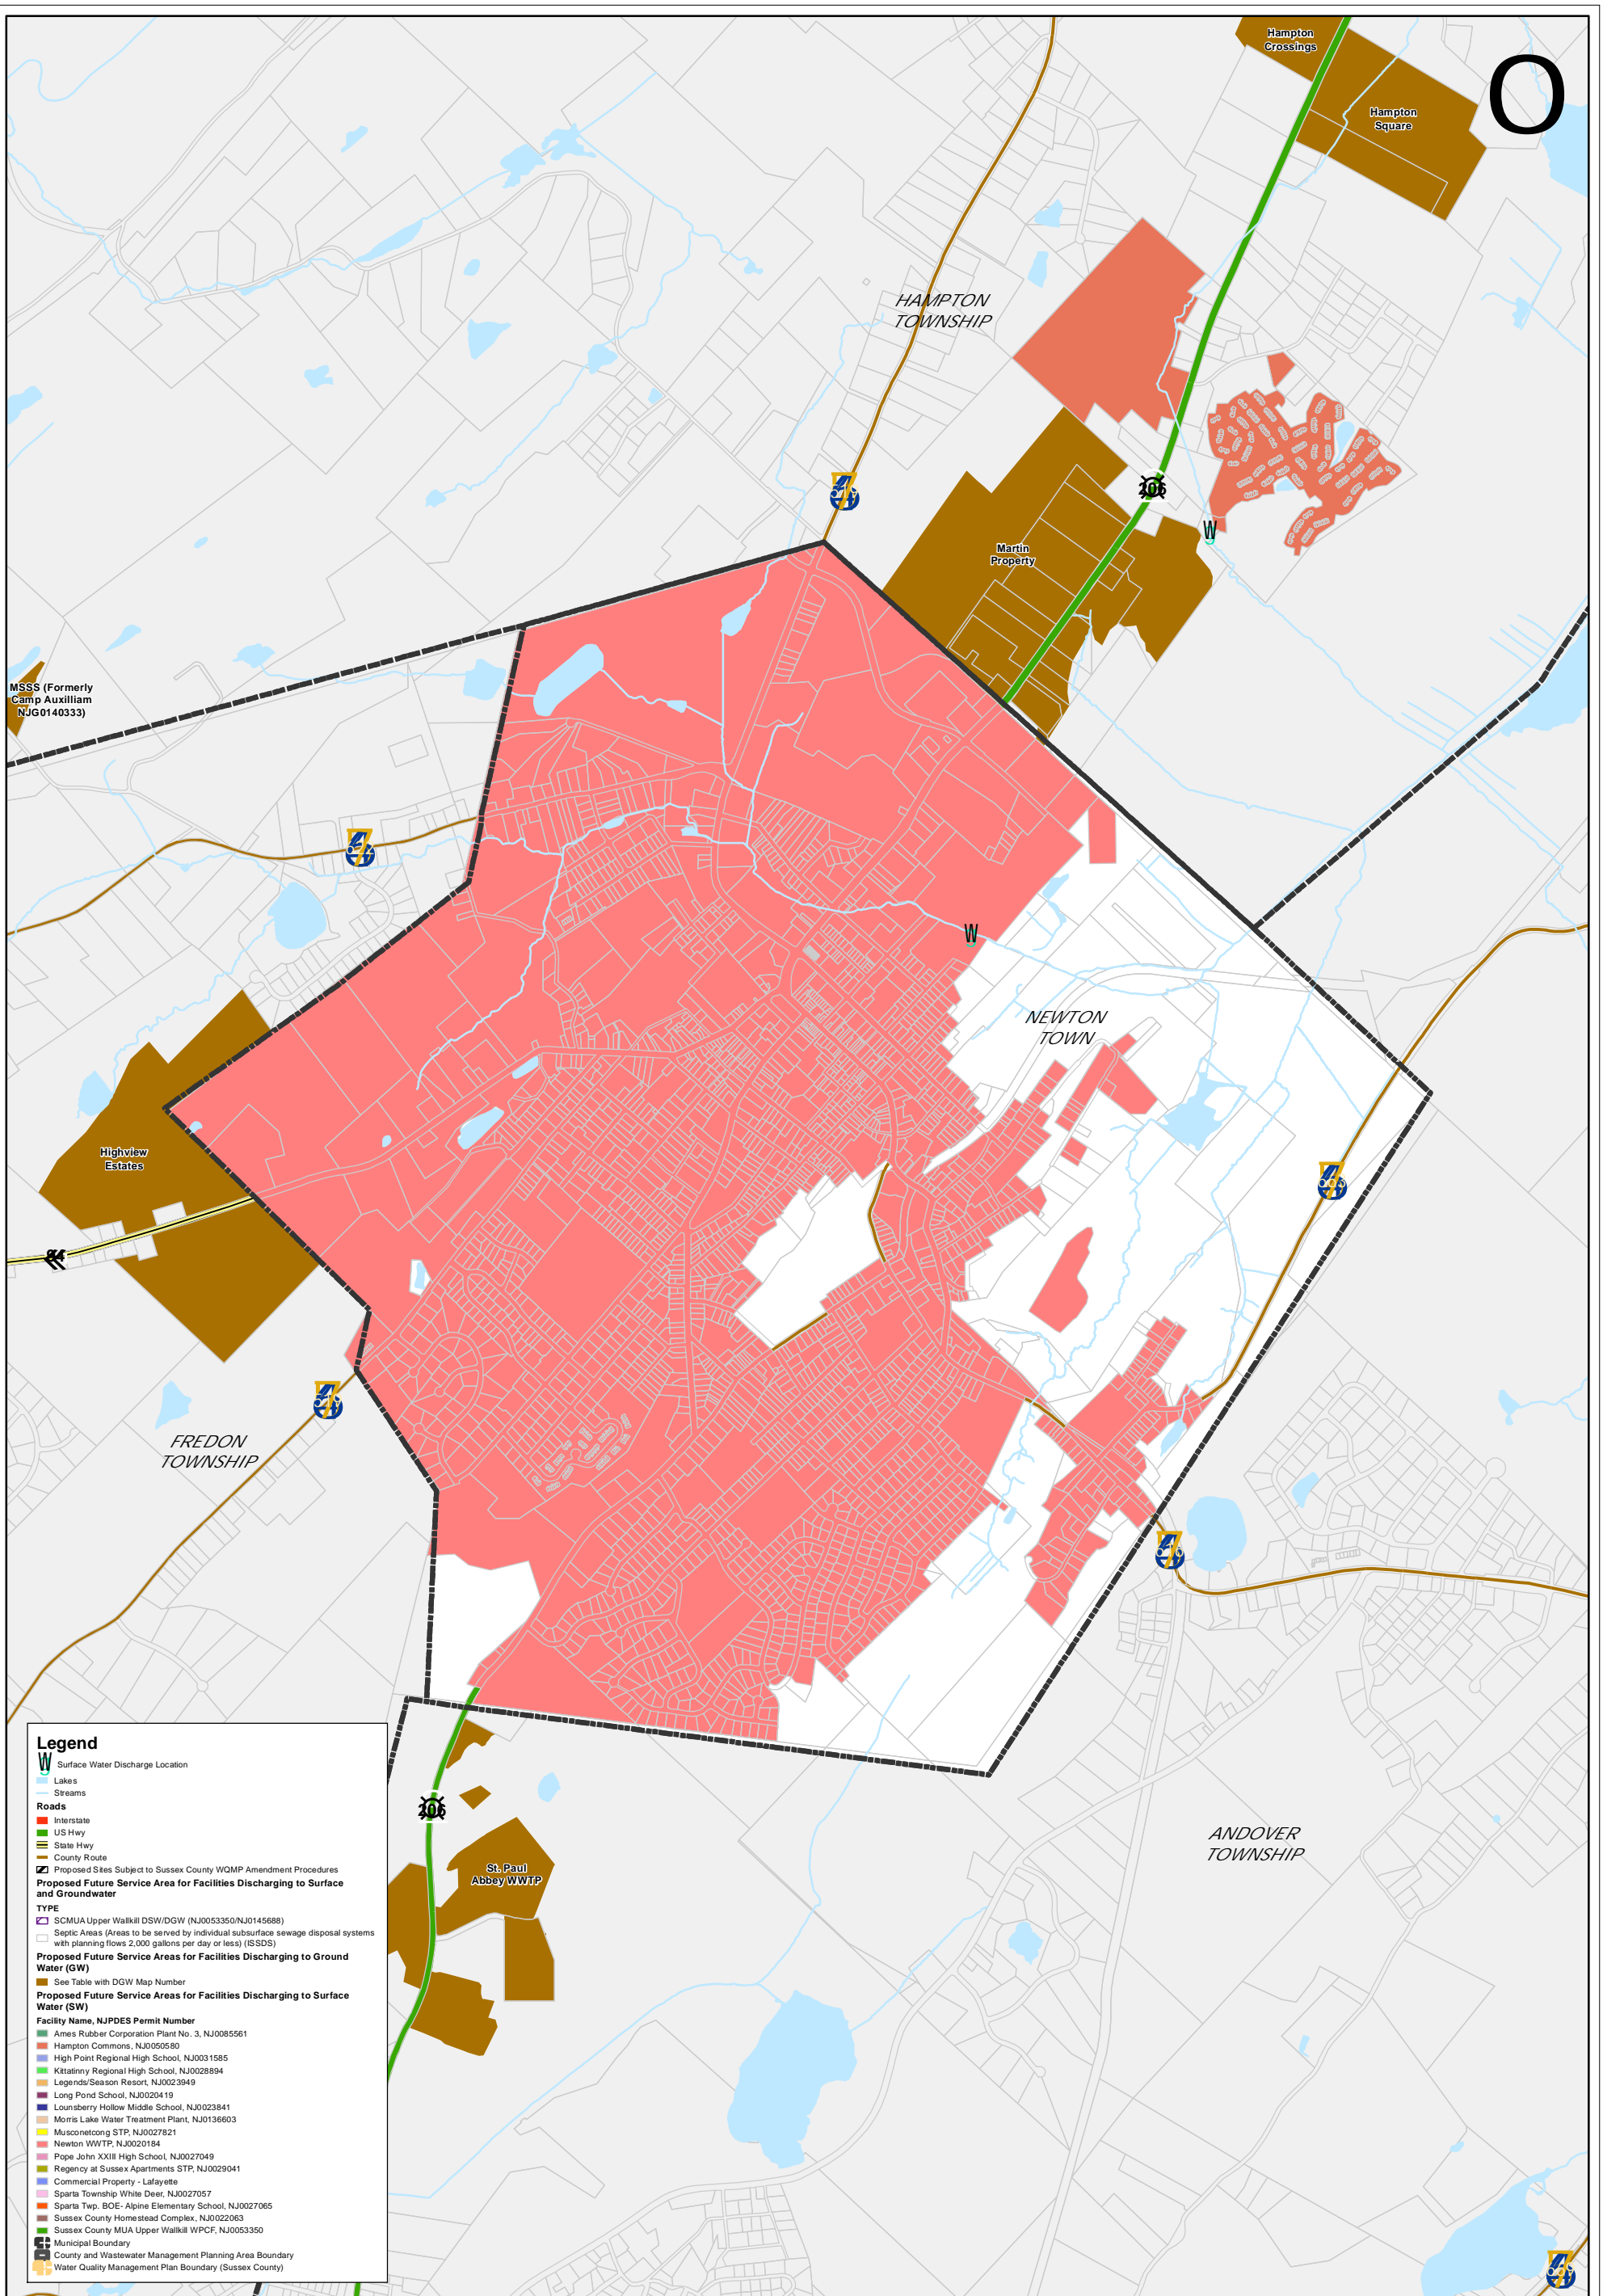 Hampton
Crossings
O
Hampton
Square
HAMPTON
TOWNSHIP
206
W
Martin
Property
MSSS (Formerly
Camp Auxilliam
NJG0140333)
W
NEWTON
TOWN
Highview
Estates
94
FREDON
TOWNSHIP
ANDOVER
TOWNSHIP
206
St. Paul
Abbey WWTP
Legend
W Surface Water Discharge Location
Lakes
Streams
Roads
Interstate
US Hwy
State Hwy
County Route
Proposed Sites Subject to Sussex County WQMP Amendment Procedures
Proposed Future Service Area for Facilities Discharging to Surface
and Groundwater
TYPE
SCMUA Upper Wallkill DSW/DGW (NJ0053350/NJ0145688)
Septic Areas (Areas to be served by individual subsurface sewage disposal systems
with planning flows 2,000 gallons per day or less) (ISSDS)
Proposed Future Service Areas for Facilities Discharging to Ground
Water (GW)
See Table with DGW Map Number
Proposed Future Service Areas for Facilities Discharging to Surface
Water (SW)
Facility Name, NJPDES Permit Number
Ames Rubber Corporation Plant No. 3, NJ0085561
Hampton Commons, NJ0050580
High Point Regional High School, NJ0031585
Kittatinny Regional High School, NJ0028894
Legends/Season Resort, NJ0023949
Long Pond School, NJ0020419
Lounsberry Hollow Middle School, NJ0023841
Morris Lake Water Treatment Plant, NJ0136603
Musconetcong STP, NJ0027821
Newton WWTP, NJ0020184
Pope John XXIII High School, NJ0027049
Regency at Sussex Apartments STP, NJ0029041
Commercial Property - Lafayette
Sparta Township White Deer, NJ0027057
Sparta Twp. BOE- Alpine Elementary School, NJ0027065
Sussex County Homestead Complex, NJ0022063
Sussex County MUA Upper Wallkill WPCF, NJ0053350
Municipal Boundary
County and Wastewater Management Planning Area Boundary
Water Quality Management Plan Boundary (Sussex County)